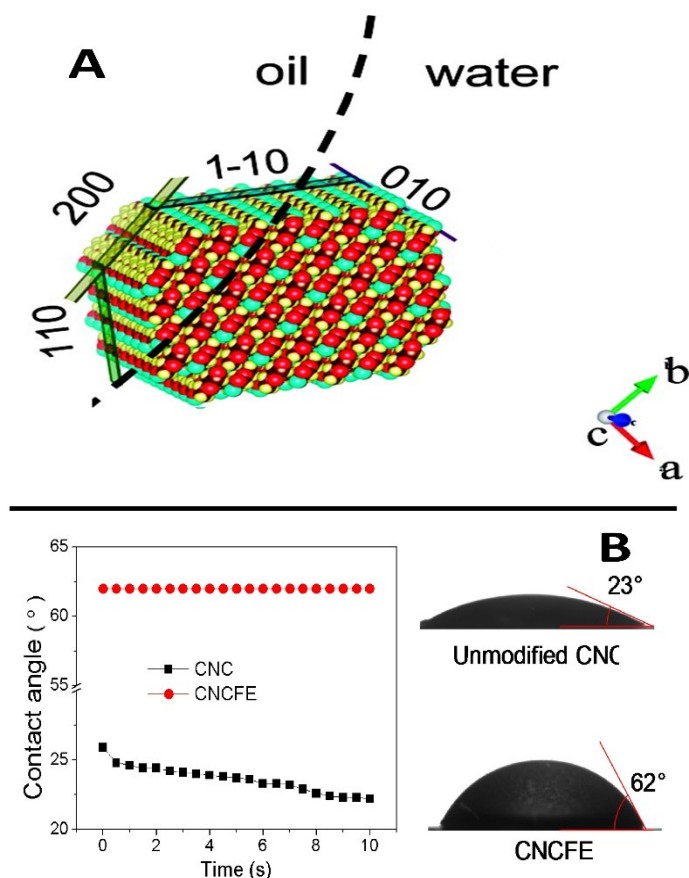 A
oil
water
200
1-10
010
110
b
c
a
B
65
60
55
25
20
Contact angle (°)
CNC
CNCFE
0
2
4
6
8
10
Time (s)
23°
Unmodified CNC
62°
CNCFE